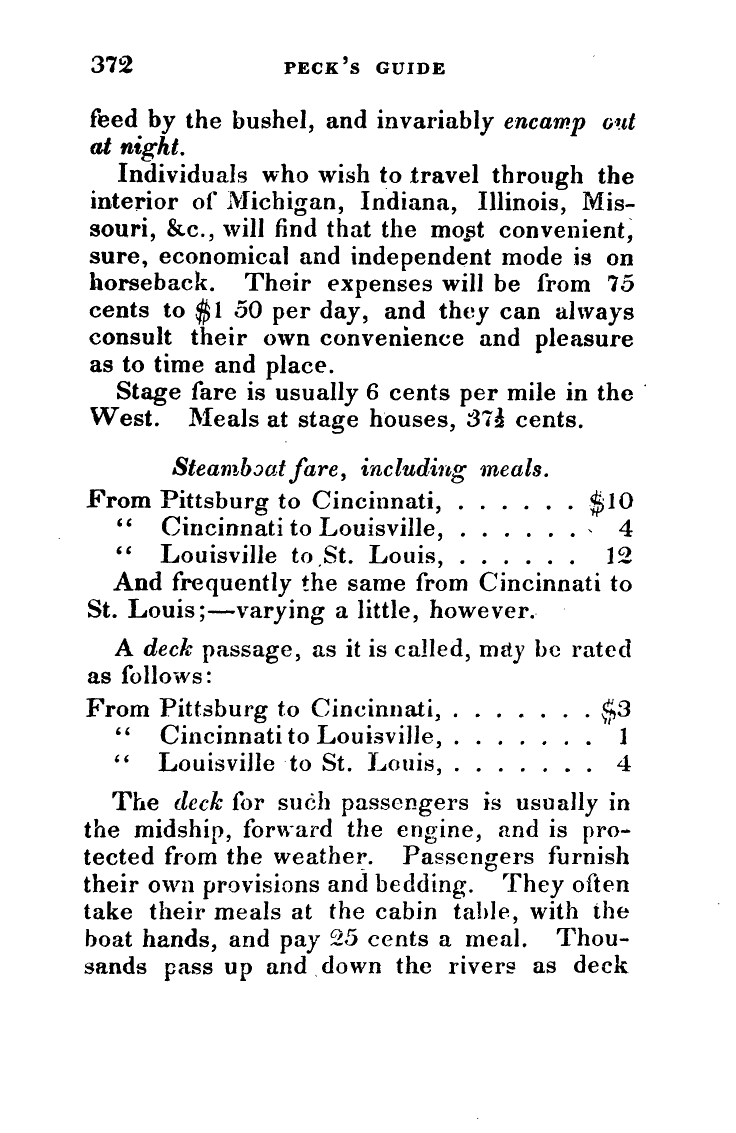 372 PECK'S GUIDE
feed by the bushel, and invariably encamp out
at night.
Individuals who wish to travel through the
interior of Michigan, Indiana, Illinois, Mis-
souri, &c., will find that the most convenient,
sure, economical and independent mode is on
horseback. Their expenses will be from 75
cents to $1 50 per day, and they can always
consult their own convenience and pleasure
as to time and place.
Stage fare is usually 6 cents per mile in the
West. Meals at stage houses, 37½ cents.
Steamboat fare, including meals.
From Pittsburg to Cincinnati, . . . . . . $10
“ Cincinnati to Louisville, . . . . . . 4
“ Louisville to St. Louis, . . . . . . 12
And frequently the same from Cincinnati to
St. Louis;—varying a little, however.
A deck passage, as it is called, may be rated
as follows:
From Pittsburg to Cincinnati, . . . . . . . $3
“ Cincinnati to Louisville, . . . . . . . 1
“ Louisville to St. Louis, . . . . . . . 4
The deck for such passengers is usually in
the midship, forward the engine, and is pro-
tected from the weather. Passengers furnish
their own provisions and bedding. They often
take their meals at the cabin table, with the
boat hands, and pay 25 cents a meal. Thou-
sands pass up and down the rivers as deck